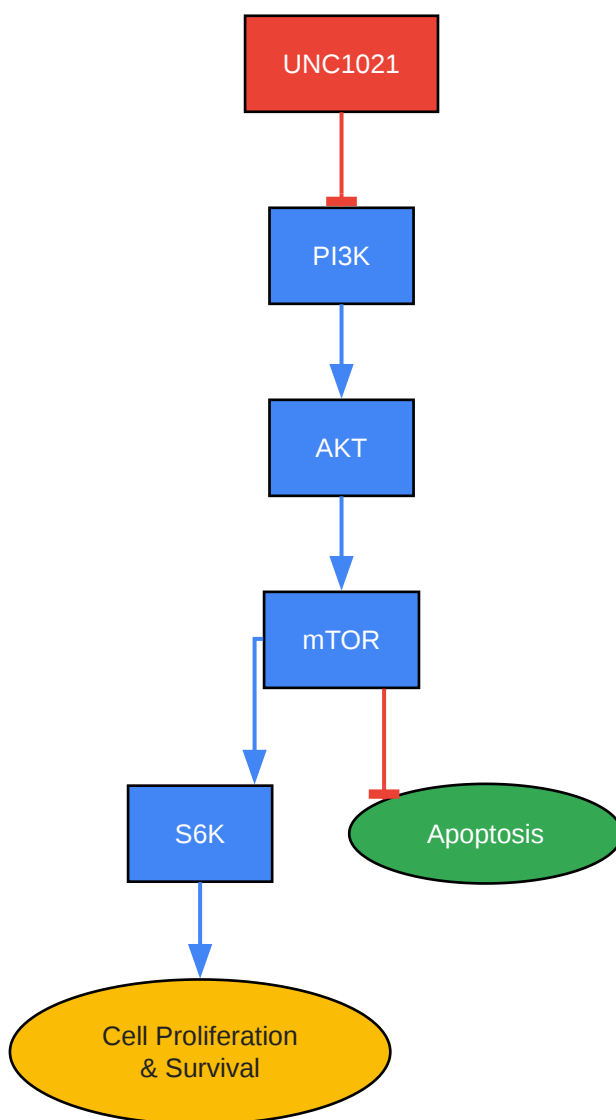 UNC1021
PI3K
AKT
mTOR
S6K
Apoptosis
Cell Proliferation
& Survival